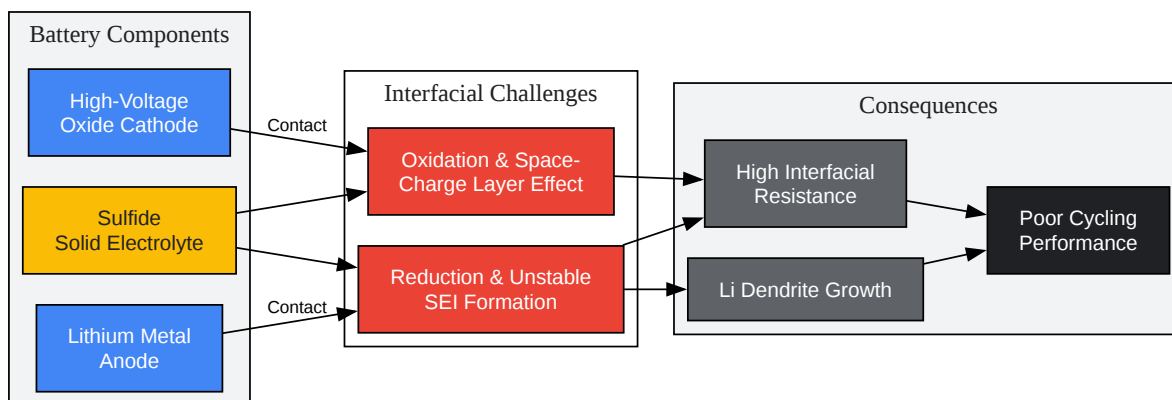 Battery Components
High-Voltage
Oxide Cathode
Sulfide
Solid Electrolyte
Lithium Metal
Anode
Contact
Contact
Interfacial Challenges
Oxidation & Space-
Charge Layer Effect
Reduction & Unstable
SEI Formation
Consequences
High Interfacial
Resistance
Li Dendrite Growth
Poor Cycling
Performance